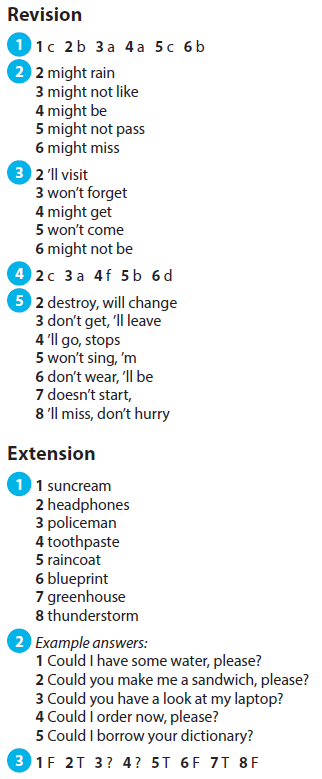 Revision
1 1 c 2 b 3 a 4 a 5 c 6 b
2 2 might rain
3 might not like
4 might be
5 might not pass
6 might miss
3 2 ’ll visit
3 won’t forget
4 might get
5 won’t come
6 might not be
4 2 c 3 a 4 f 5 b 6 d
5 2 destroy, will change
3 don’t get, ’ll leave
4 ’ll go, stops
5 won’t sing, ’m
6 don’t wear, ’ll be
7 doesn’t start,
8 ’ll miss, don’t hurry
Extension
1 1 suncream
2 headphones
3 policeman
4 toothpaste
5 raincoat
6 blueprint
7 greenhouse
8 thunderstorm
2 Example answers:
1 Could I have some water, please?
2 Could you make me a sandwich, please?
3 Could you have a look at my laptop?
4 Could I order now, please?
5 Could I borrow your dictionary?
3 1 F 2 T 3 ? 4 ? 5 T 6 F 7 T 8 F